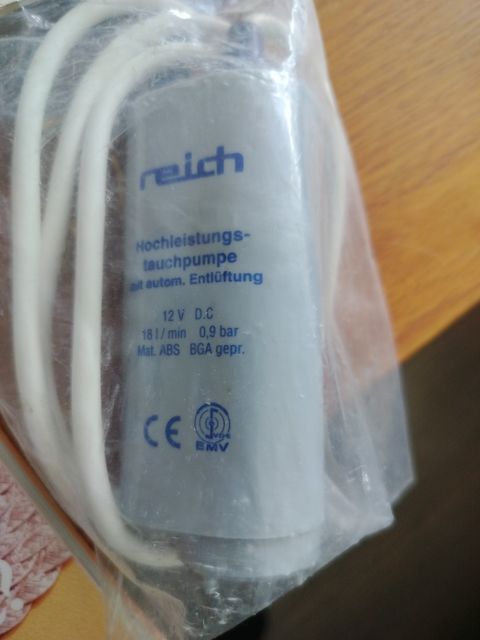 reich
Hochleistungs-
tauchpumpe
mit autom. Entlüftung
12 V D.C
18 l / min 0,9 bar
Mat. ABS BGA gepr.
CE
EMV